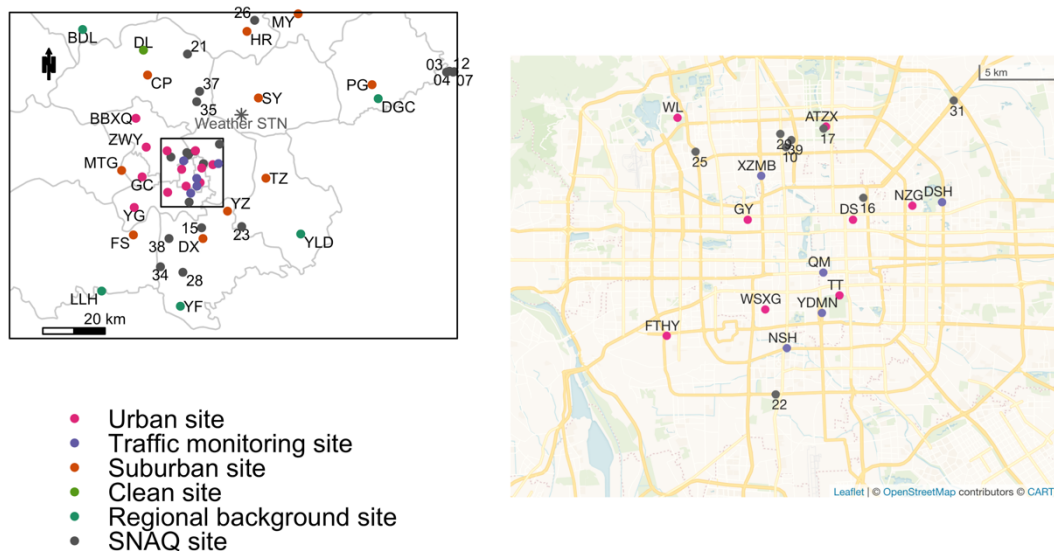 26
MY
BDL
DL
21
HR
N
03
12
CP
37
PG
04
07
35
SY
DGC
BBXQ
Weather STN
ZWY
MTG
GC
TZ
YG
YZ
FS
15
23
38
DX
YLD
34
28
LLH
YF
20 km
Urban site
Traffic monitoring site
Suburban site
Clean site
Regional background site
SNAQ site
5 km
WL
ATZX
31
17
29
39
25
10
XZMB
NZG
DSH
GY
DS
16
QM
TT
WSXG
YDMN
FTHY
NSH
22
Leaflet | © OpenStreetMap contributors © CART